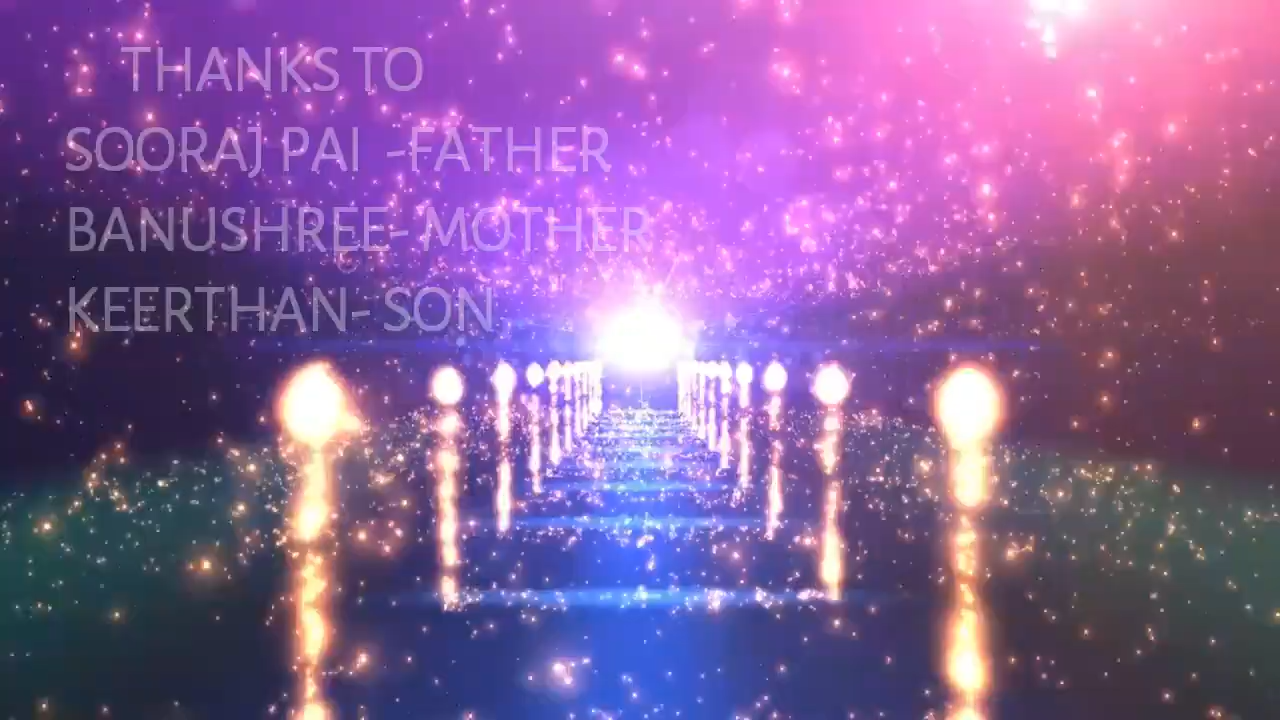 THANKS TO
SOORAJ PAI -FATHER
BANUSHREE- MOTHER
KEERTHAN- SON